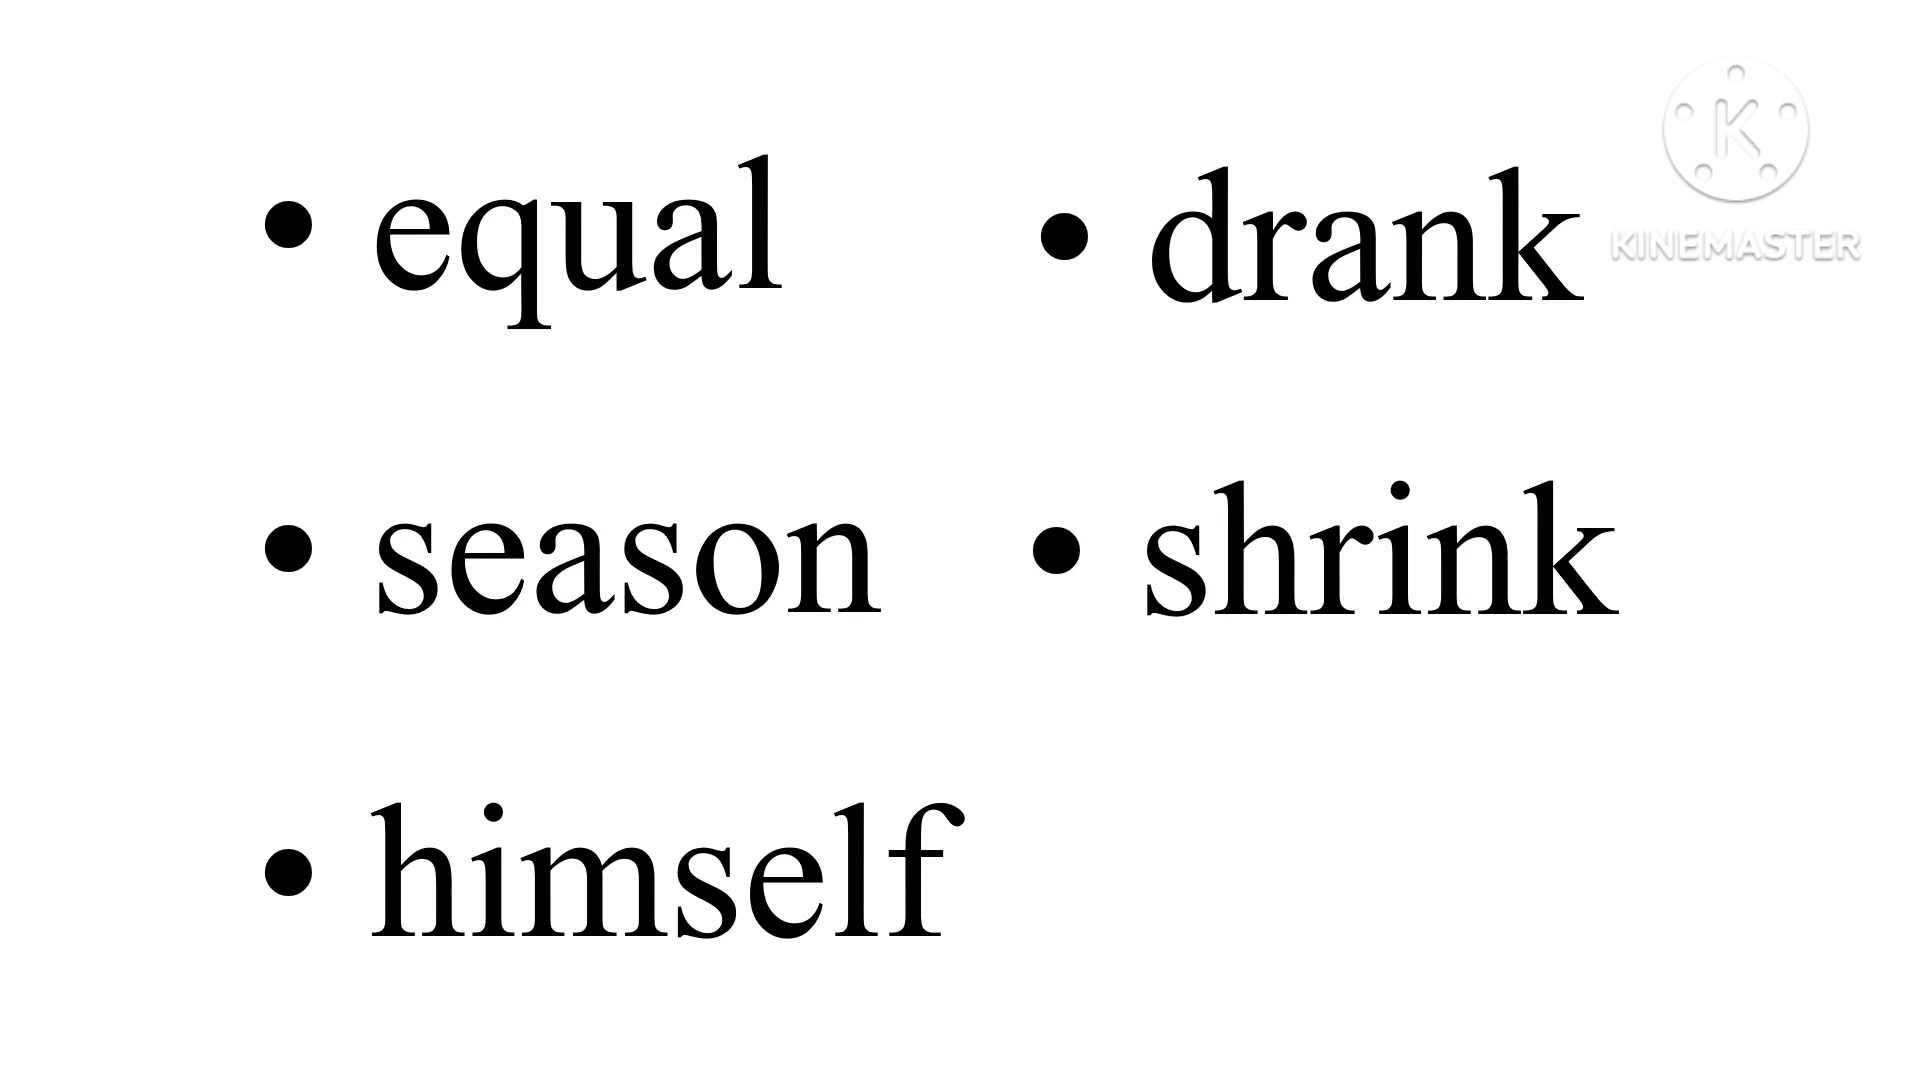 • equal
• season
• himself
• drank
• shrink
K
KINEMASTER